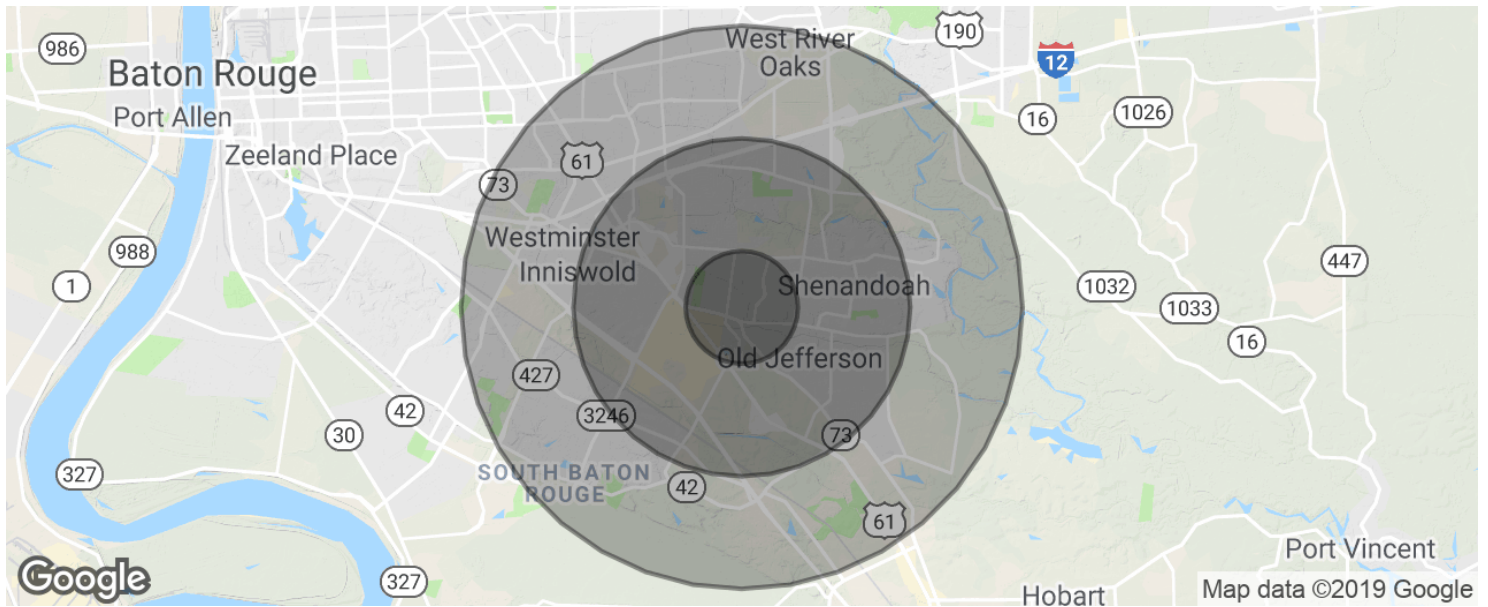 986
190
West River
Oaks
12
Baton Rouge
Port Allen
16
1026
Zeeland Place
61
73
Westminster
Inniswold
988
447
1
Shenandoah
1032
1033
16
Old Jefferson
427
42
3246
30
73
327
SOUTH BATON
ROUGE
42
61
Port Vincent
327
Hobart
Google
Map data ©2019 Google